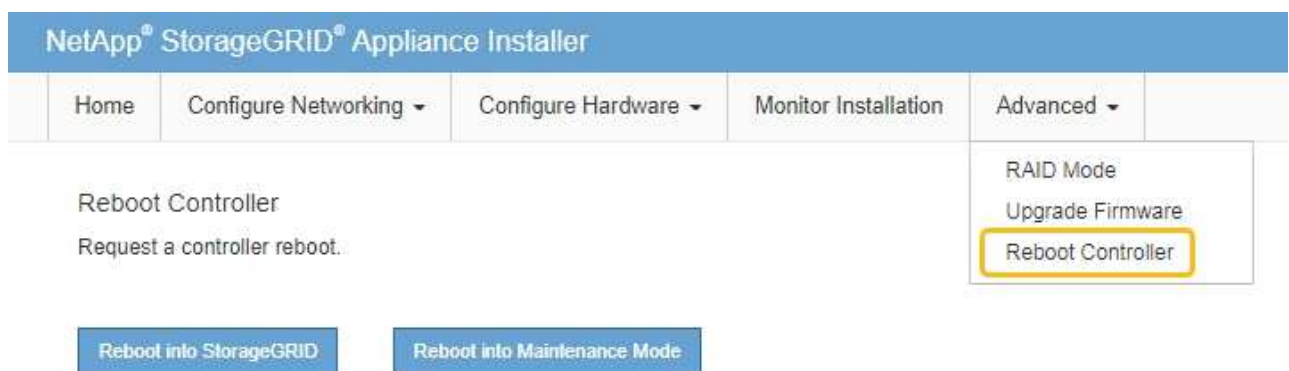 NetApp® StorageGRID® Appliance Installer
Home Configure Networking Configure Hardware Monitor Installation Advanced
RAID Mode
Upgrade Firmware
Reboot Controller
Reboot Controller
Request a controller reboot.
Reboot into StorageGRID Reboot into Maintenance Mode